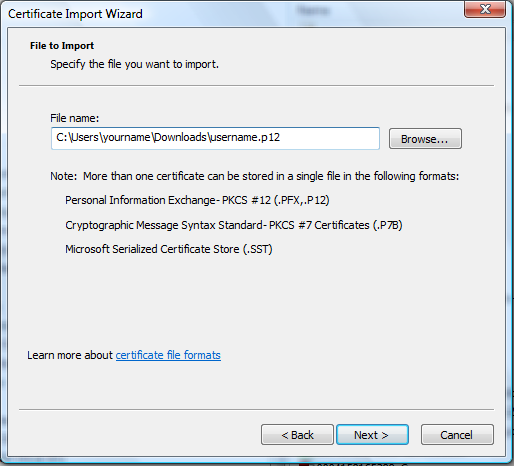 Certificate Import Wizard
File to Import
Specify the file you want to import.
File name:
C:\Users\yourname\Downloads\username.p12
Browse...
Note:  More than one certificate can be stored in a single file in the following formats:
Personal Information Exchange- PKCS #12 (.PFX,.P12)
Cryptographic Message Syntax Standard- PKCS #7 Certificates (.P7B)
Microsoft Serialized Certificate Store (.SST)
Learn more about certificate file formats
< Back
Next >
Cancel